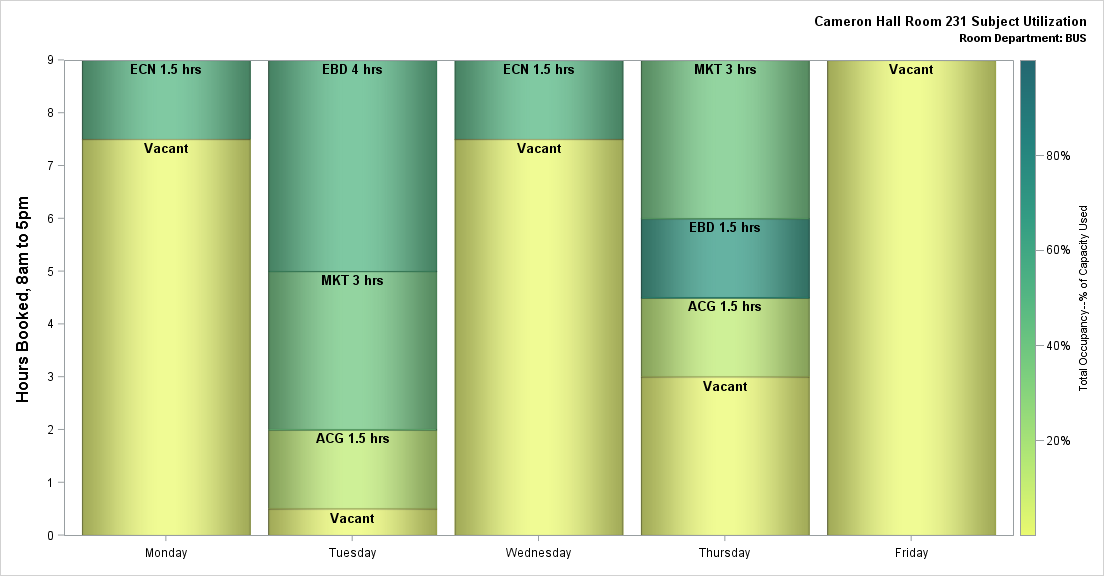 Cameron Hall Room 231 Subject Utilization
Room Department: BUS
Hours Booked, 8am to 5pm
9
8
7
6
5
4
3
2
1
0
ECN 1.5 hrs
Vacant
EBD 4 hrs
MKT 3 hrs
ACG 1.5 hrs
Vacant
ECN 1.5 hrs
Vacant
MKT 3 hrs
EBD 1.5 hrs
ACG 1.5 hrs
Vacant
Vacant
Monday
Tuesday
Wednesday
Thursday
Friday
80%
60%
40%
20%
Total Occupancy--% of Capacity Used